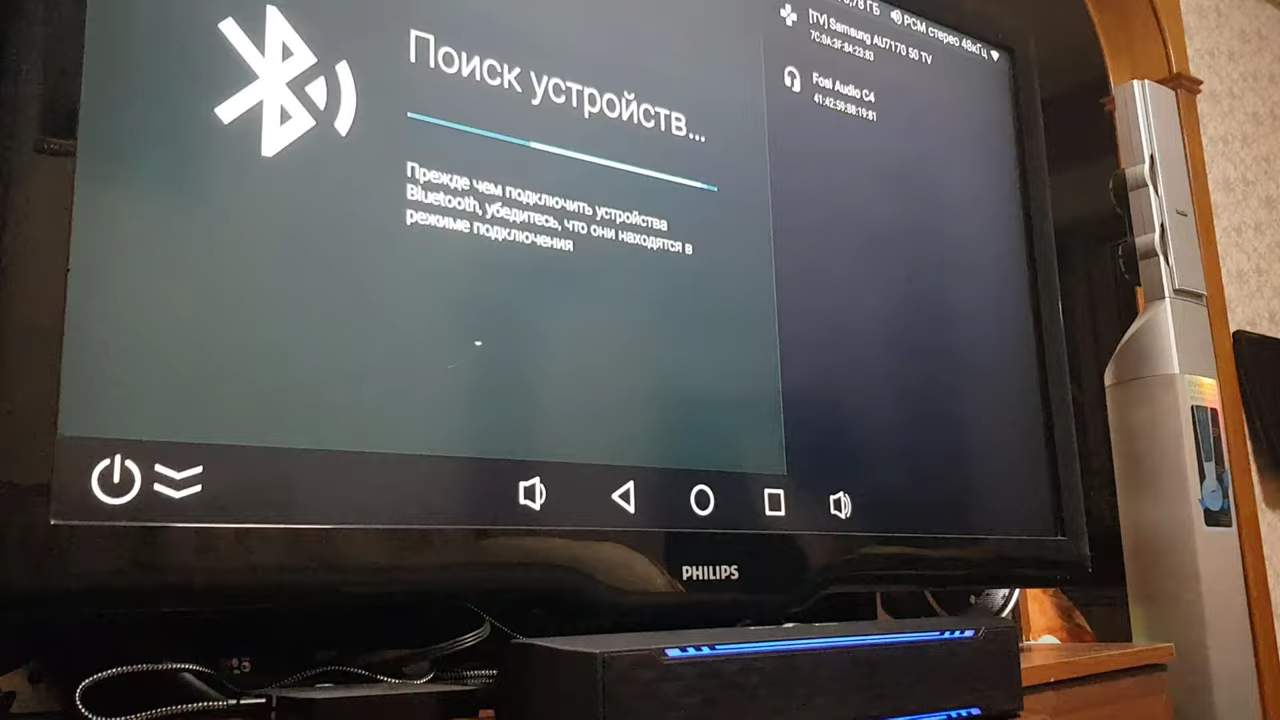 Поиск устройств...
Прежде чем подключить устройства
Bluetooth, убедитесь, что они находятся в
режиме подключения
ГБ
PCM стерео 48кГц
[TV] Samsung AU7170 50 TV
7C:0A:3F:84:23:83
Fosi Audio C4
41:42:59:88:19:81
PHILIPS